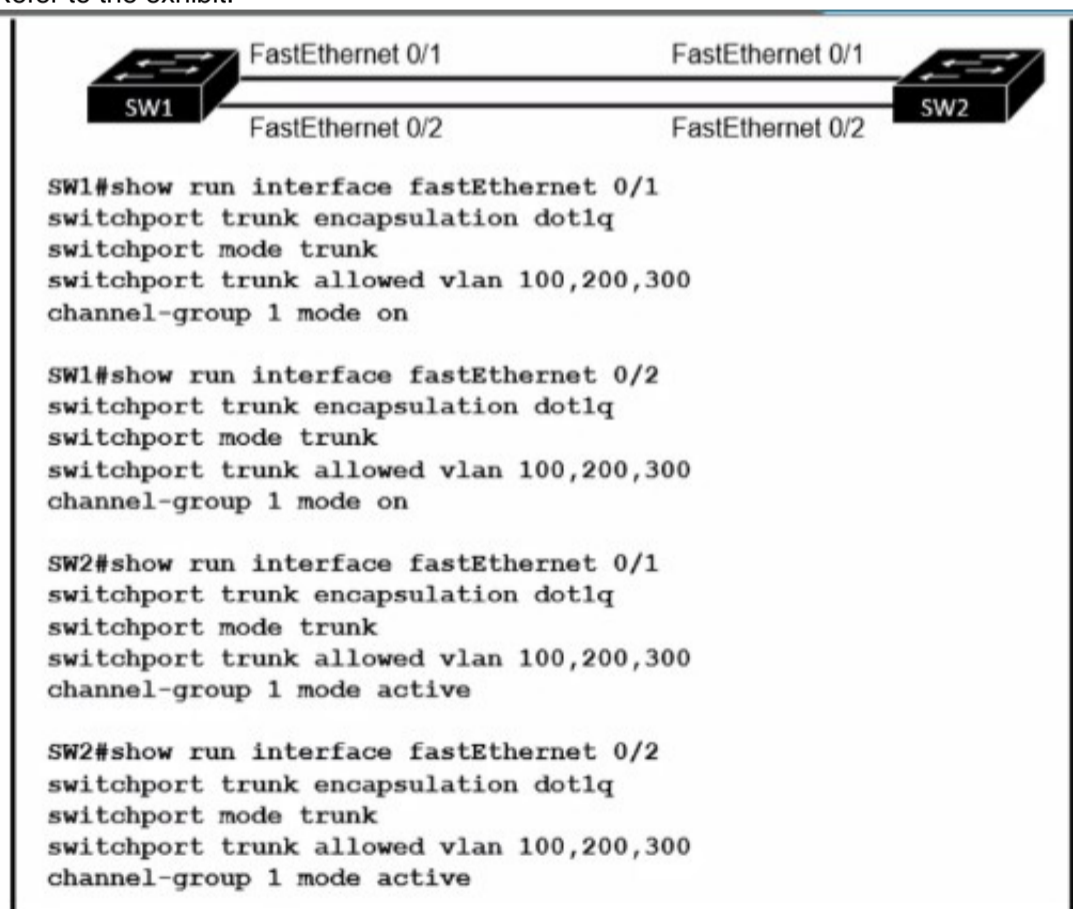 Refer to the exhibit.
FastEthernet 0/1 FastEthernet 0/1
SW1 SW2
FastEthernet 0/2 FastEthernet 0/2
SW1#show run interface fastEthernet 0/1
switchport trunk encapsulation dot1q
switchport mode trunk
switchport trunk allowed vlan 100,200,300
channel-group 1 mode on
SW1#show run interface fastEthernet 0/2
switchport trunk encapsulation dot1q
switchport mode trunk
switchport trunk allowed vlan 100,200,300
channel-group 1 mode on
SW2#show run interface fastEthernet 0/1
switchport trunk encapsulation dot1q
switchport mode trunk
switchport trunk allowed vlan 100,200,300
channel-group 1 mode active
SW2#show run interface fastEthernet 0/2
switchport trunk encapsulation dot1q
switchport mode trunk
switchport trunk allowed vlan 100,200,300
channel-group 1 mode active